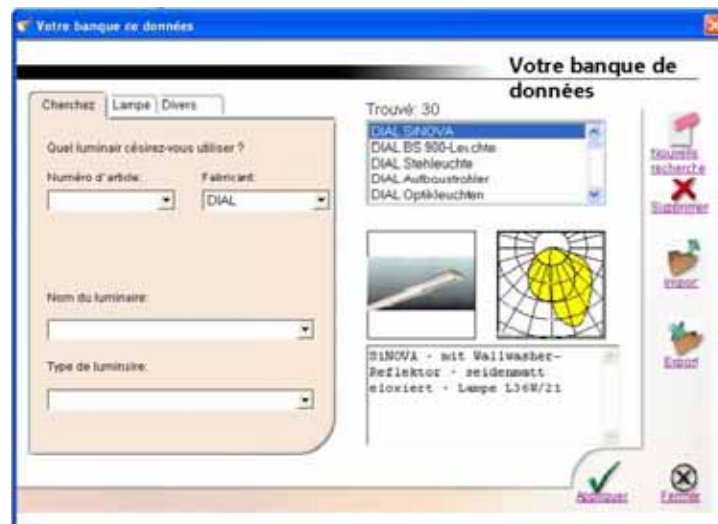 Votre banque de données
Votre banque de
données
Cherchez Lampe Divers
Quel luminair césirez-vous utiliser ?
Numéro d'article: Fabricant:
DIAL
Nom du luminaire:
Type de luminaire:
Trouvé: 30
DIAL SiNOVA
DIAL BS 900-Leuchte
DIAL Stehleuchte
DIAL Aufbaustrahler
DIAL Optikleuchten
SiNOVA - mit Wallwasher-
Reflektor - seidenmatt
eloxiert - Lampe L36W/21
Nouvelle
recherche
Supprimer
Import
Export
Appliquer
Fermer